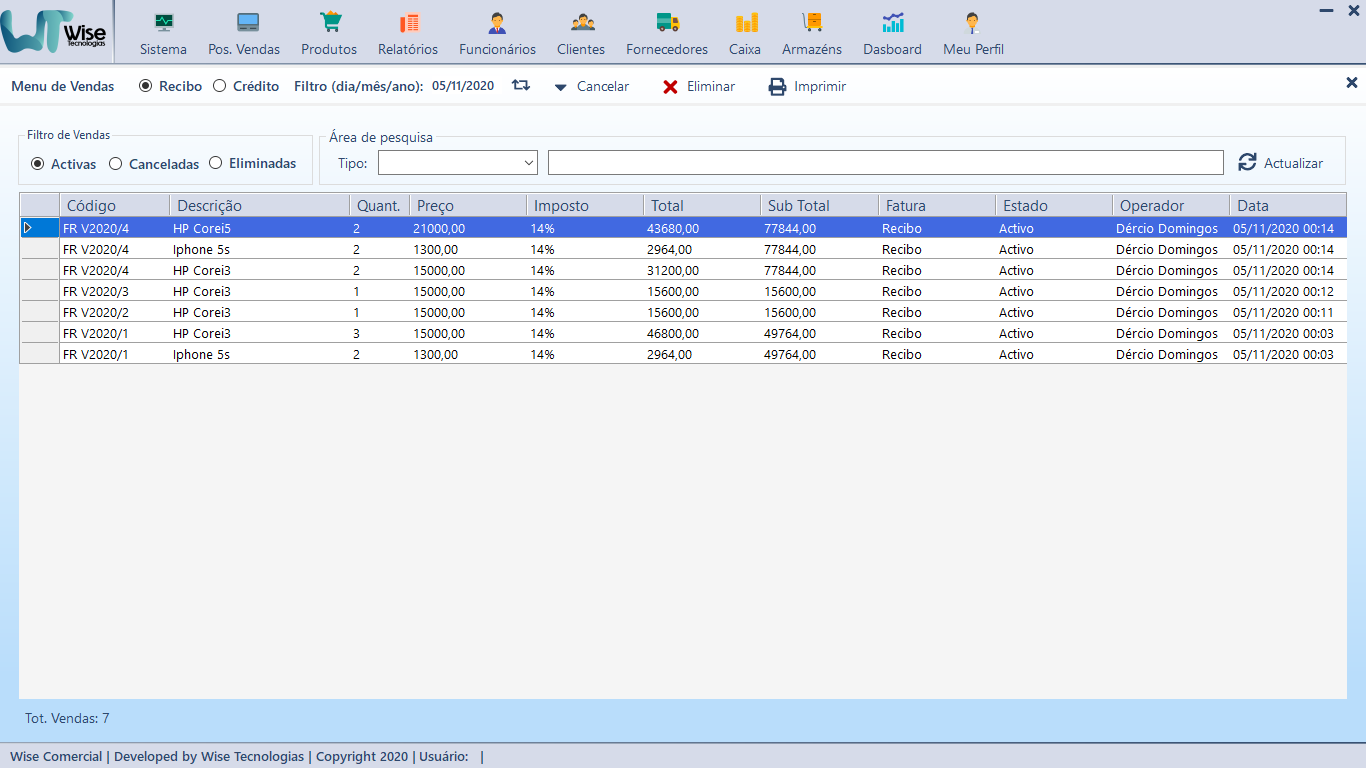 Wise
Tecnologias
Sistema Pos. Vendas Produtos Relatórios Funcionários Clientes Fornecedores Caixa Armazéns Dasboard Meu Perfil
Menu de Vendas Recibo Crédito Filtro (dia/mês/ano): 05/11/2020 Cancelar Eliminar Imprimir
Filtro de Vendas Área de pesquisa
Activas Canceladas Eliminadas Tipo: Actualizar
Código Descrição Quant. Preço Imposto Total Sub Total Fatura Estado Operador Data
FR V2020/4 HP Corei5 2 21000,00 14% 43680,00 77844,00 Recibo Activo Dércio Domingos 05/11/2020 00:14
FR V2020/4 Iphone 5s 2 1300,00 14% 2964,00 77844,00 Recibo Activo Dércio Domingos 05/11/2020 00:14
FR V2020/4 HP Corei3 2 15000,00 14% 31200,00 77844,00 Recibo Activo Dércio Domingos 05/11/2020 00:14
FR V2020/3 HP Corei3 1 15000,00 14% 15600,00 15600,00 Recibo Activo Dércio Domingos 05/11/2020 00:12
FR V2020/2 HP Corei3 1 15000,00 14% 15600,00 15600,00 Recibo Activo Dércio Domingos 05/11/2020 00:11
FR V2020/1 HP Corei3 3 15000,00 14% 46800,00 49764,00 Recibo Activo Dércio Domingos 05/11/2020 00:03
FR V2020/1 Iphone 5s 2 1300,00 14% 2964,00 49764,00 Recibo Activo Dércio Domingos 05/11/2020 00:03
Tot. Vendas: 7
Wise Comercial | Developed by Wise Tecnologias | Copyright 2020 | Usuário: |